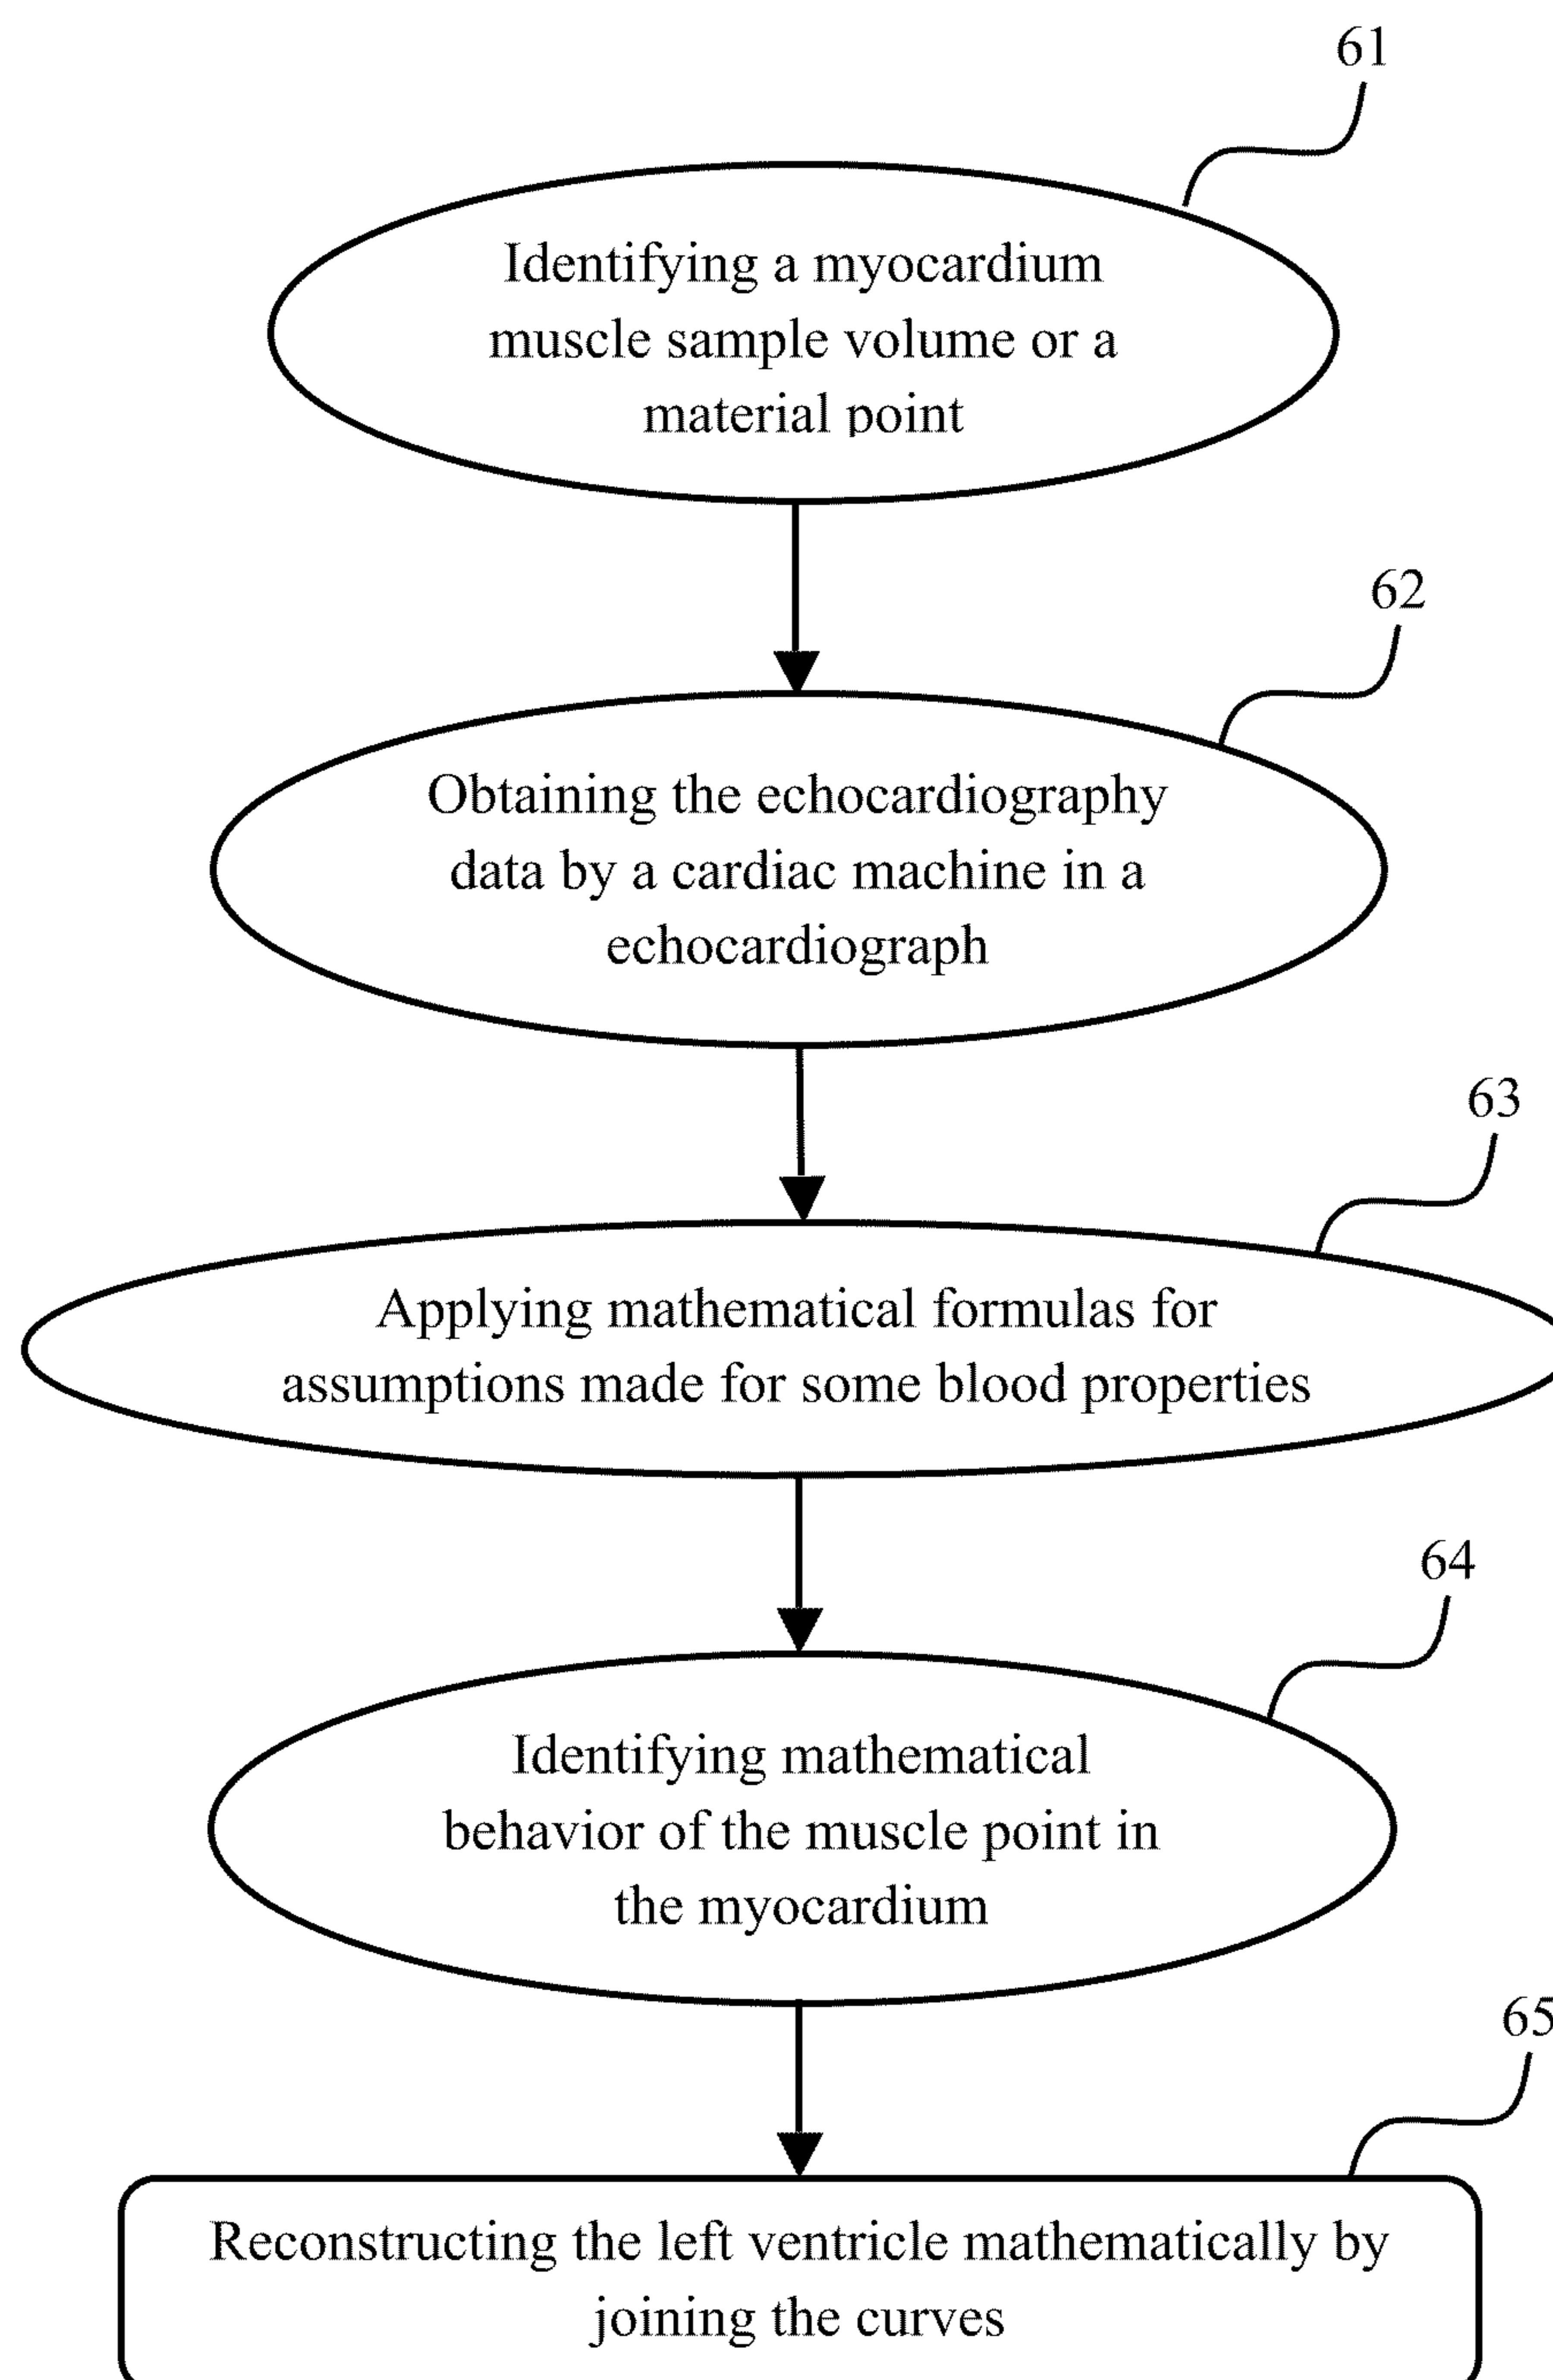 61
Identifying a myocardium
muscle sample volume or a
material point
62
Obtaining the echocardiography
data by a cardiac machine in a
echocardiograph
63
Applying mathematical formulas for
assumptions made for some blood properties
64
Identifying mathematical
behavior of the muscle point in
the myocardium
65
Reconstructing the left ventricle mathematically by
joining the curves